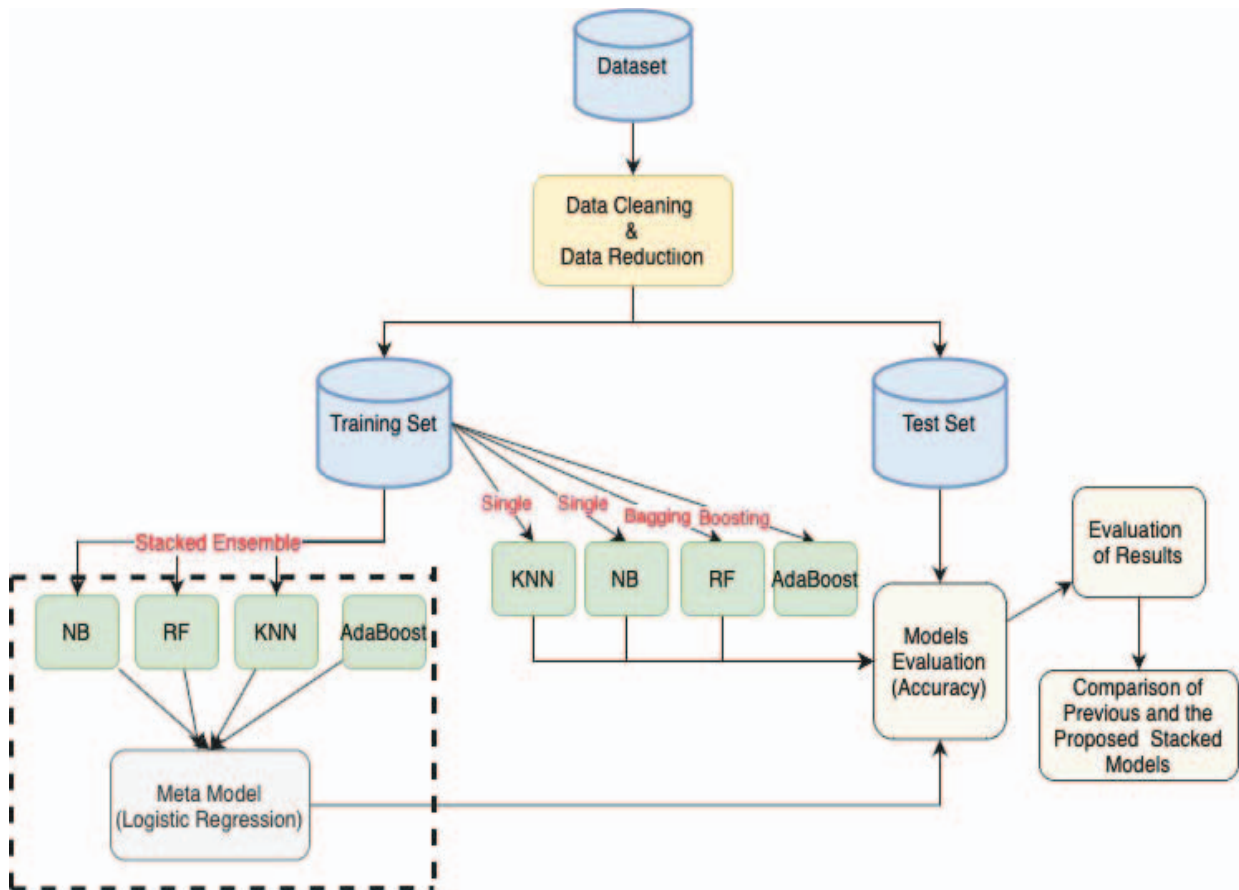 Dataset
Data Cleaning
&
Data Reductiion
Training Set
Test Set
Single
Single
Bagging
Boosting
Stacked Ensemble
KNN
NB
RF
AdaBoost
Evaluation
of Results
NB
RF
KNN
AdaBoost
Models
Evaluation
(Accuracy)
Comparison of
Previous and the
Proposed Stacked
Models
Meta Model
(Logistic Regression)